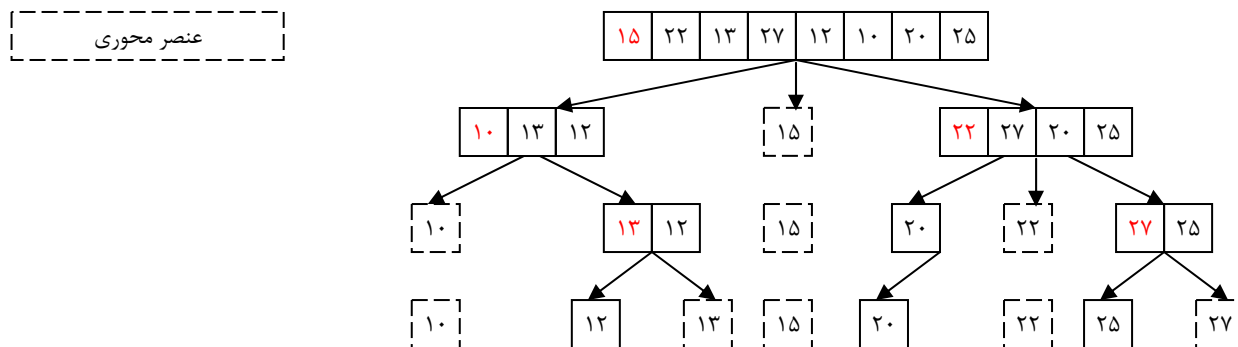 عنصر محوری
۱۵ ۲۲ ۱۳ ۲۷ ۱۲ ۱۰ ۲۰ ۲۵
۱۰ ۱۳ ۱۲ ۱۵ ۲۲ ۲۷ ۲۰ ۲۵
۱۰ ۱۳ ۱۲ ۱۵ ۲۰ ۲۲ ۲۷ ۲۵
۱۰ ۱۲ ۱۳ ۱۵ ۲۰ ۲۲ ۲۵ ۲۷